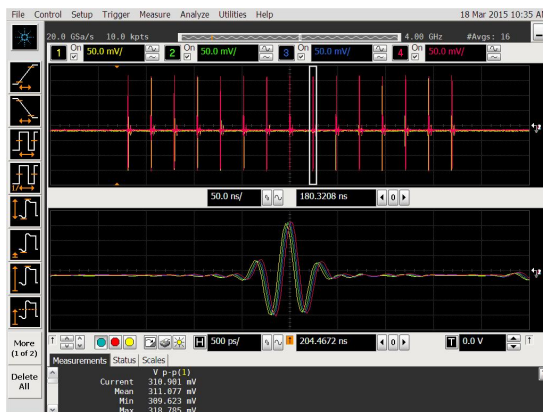 File Control Setup Trigger Measure Analyze Utilities Help 18 Mar 2015 10:35 AM
20.0 GSa/s 10.0 kpts 4.00 GHz #Avgs: 16
1 On 50.0 mV/ 2 On 50.0 mV/ 3 On 50.0 mV/ 4 On 50.0 mV/
50.0 ns/ 180.3208 ns 0
More
(1 of 2)
Delete
All
H 500 ps/ 204.4672 ns 0 T 0.0 V
Measurements Status Scales
V p-p(1)
Current 310.901 mV
Mean 311.077 mV
Min 309.623 mV
Max 318.785 mV